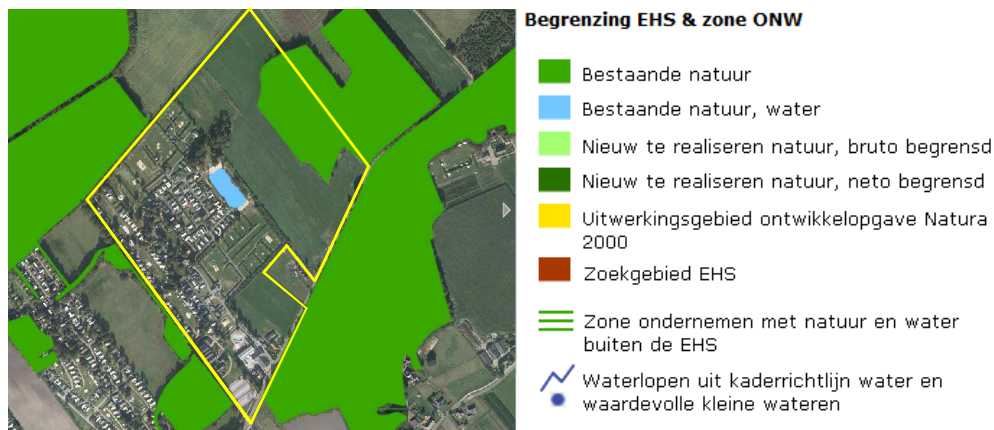 Begrenzing EHS & zone ONW
Bestaande natuur
Bestaande natuur, water
Nieuw te realiseren natuur, bruto begrensd
Nieuw te realiseren natuur, neto begrensd
Uitwerkingsgebied ontwikkelopgave Natura
2000
Zoekgebied EHS
Zone ondernemen met natuur en water
buiten de EHS
Waterlopen uit kaderrichtlijn water en
waardevolle kleine wateren